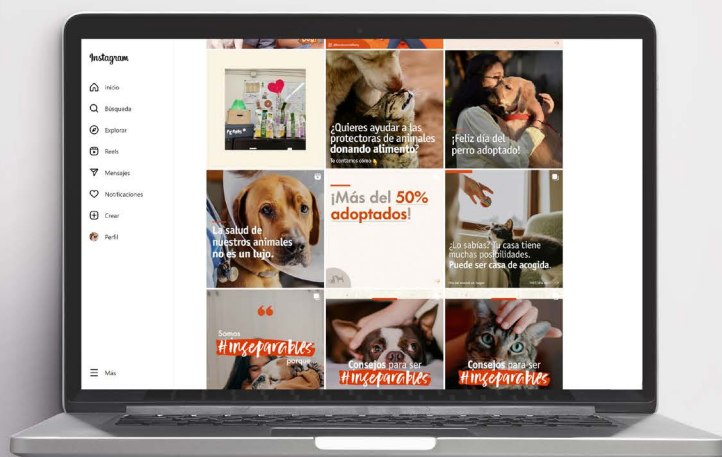 Instagram
Inicio
Búsqueda
Explorar
Reels
Mensajes
Notificaciones
Crear
Perfil
Más
¿Quieres ayudar a las
protectoras de animales
donando alimento?
Te contamos cómo
¡Feliz día del
perro adoptado!
La salud de
nuestros animales
no es un lujo.
¡Más del 50%
adoptados!
¿Lo sabías? Tu casa tiene
muchas posibilidades.
Puede ser casa de acogida.
Somos
#inseparables
porque...
Consejos para ser
#inseparables
Consejos para ser
#inseparables